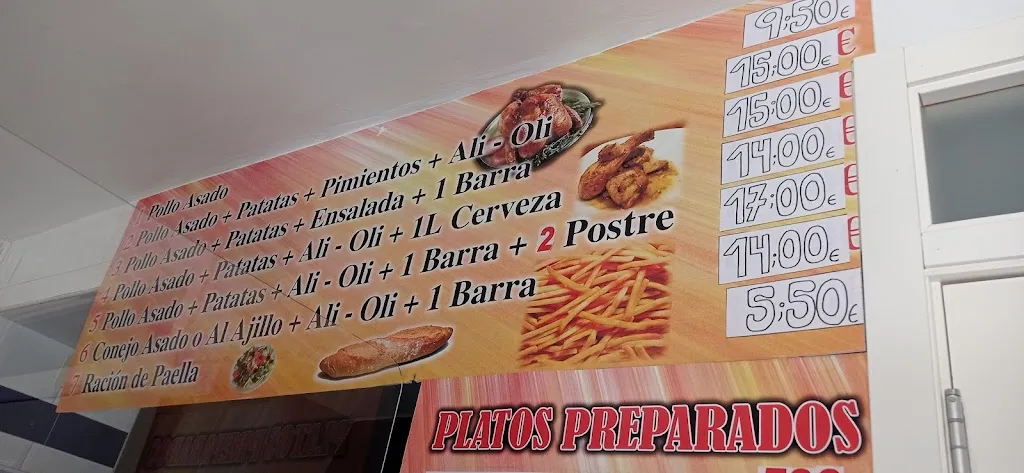 1 Pollo Asado 9;50€
2 Pollo Asado + Patatas + Pimientos + Ali - Oli 15;00€
3 Pollo Asado + Patatas + Ensalada + 1 Barra 15;00€
4 Pollo Asado + Patatas + Ali - Oli + 1L Cerveza 14;00€
5 Pollo Asado + Patatas + Ali - Oli + 1 Barra + 2 Postre 17;00€
6 Conejo Asado o Al Ajillo + Ali - Oli + 1 Barra 14;00€
7 Ración de Paella 5;50€
PLATOS PREPARADOS